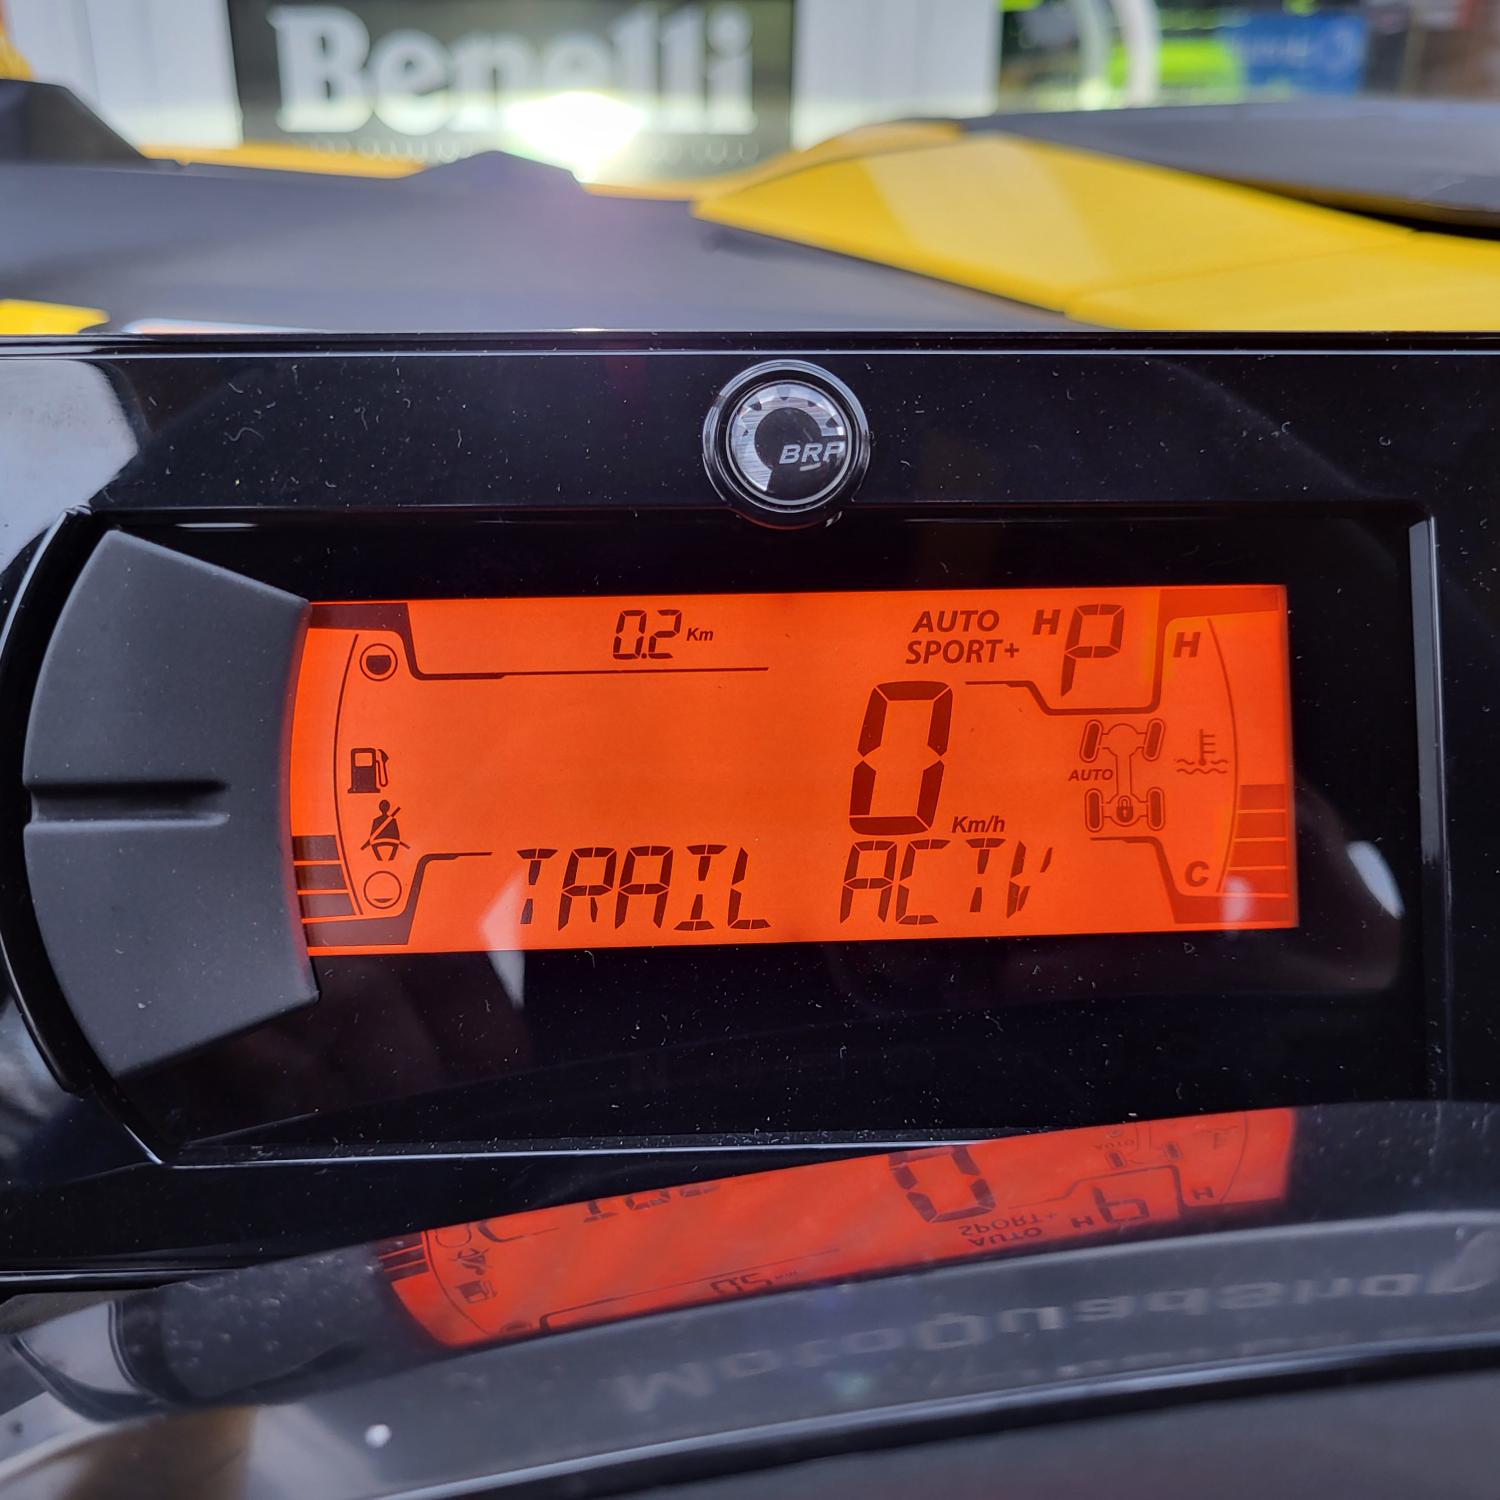 Benelli
BRP
0.2 Km
AUTO
SPORT+
H P
H
0 Km/h
AUTO
C
TRAIL ACTV